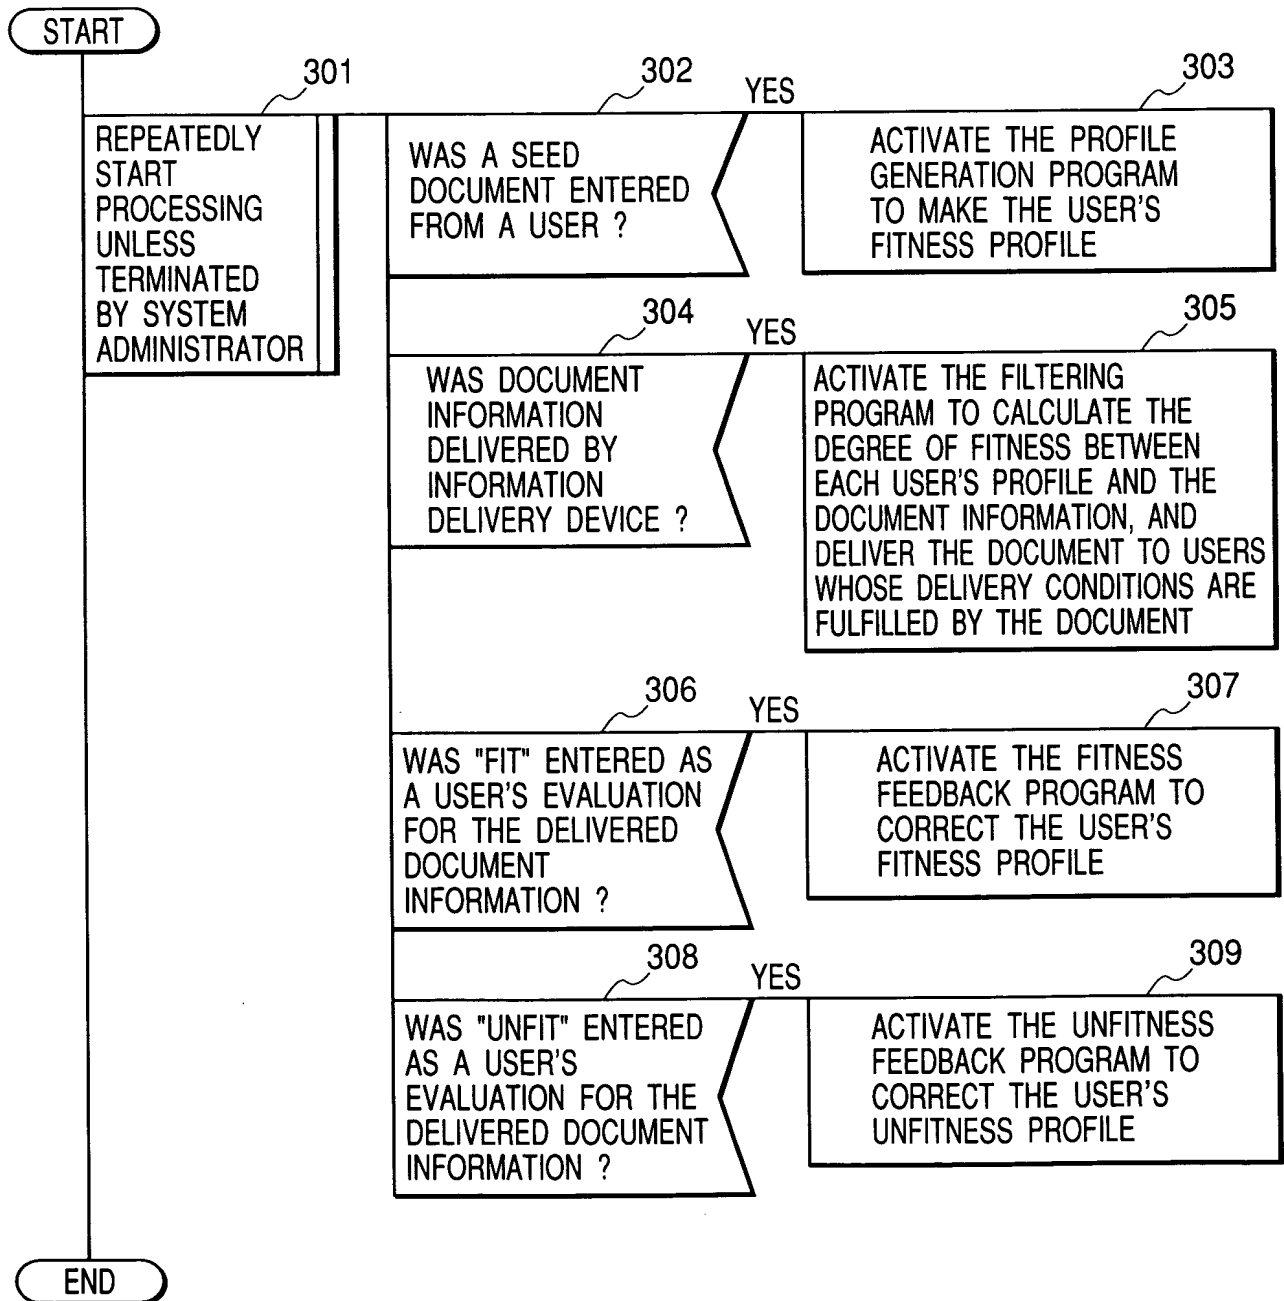 START
301
REPEATEDLY
START
PROCESSING
UNLESS
TERMINATED
BY SYSTEM
ADMINISTRATOR
302
WAS A SEED
DOCUMENT ENTERED
FROM A USER ?
YES
303
ACTIVATE THE PROFILE
GENERATION PROGRAM
TO MAKE THE USER'S
FITNESS PROFILE
304
WAS DOCUMENT
INFORMATION
DELIVERED BY
INFORMATION
DELIVERY DEVICE ?
YES
305
ACTIVATE THE FILTERING
PROGRAM TO CALCULATE THE
DEGREE OF FITNESS BETWEEN
EACH USER'S PROFILE AND THE
DOCUMENT INFORMATION, AND
DELIVER THE DOCUMENT TO USERS
WHOSE DELIVERY CONDITIONS ARE
FULFILLED BY THE DOCUMENT
306
WAS "FIT" ENTERED AS
A USER'S EVALUATION
FOR THE DELIVERED
DOCUMENT
INFORMATION ?
YES
307
ACTIVATE THE FITNESS
FEEDBACK PROGRAM TO
CORRECT THE USER'S
FITNESS PROFILE
308
WAS "UNFIT" ENTERED
AS A USER'S
EVALUATION FOR THE
DELIVERED DOCUMENT
INFORMATION ?
YES
309
ACTIVATE THE UNFITNESS
FEEDBACK PROGRAM TO
CORRECT THE USER'S
UNFITNESS PROFILE
END